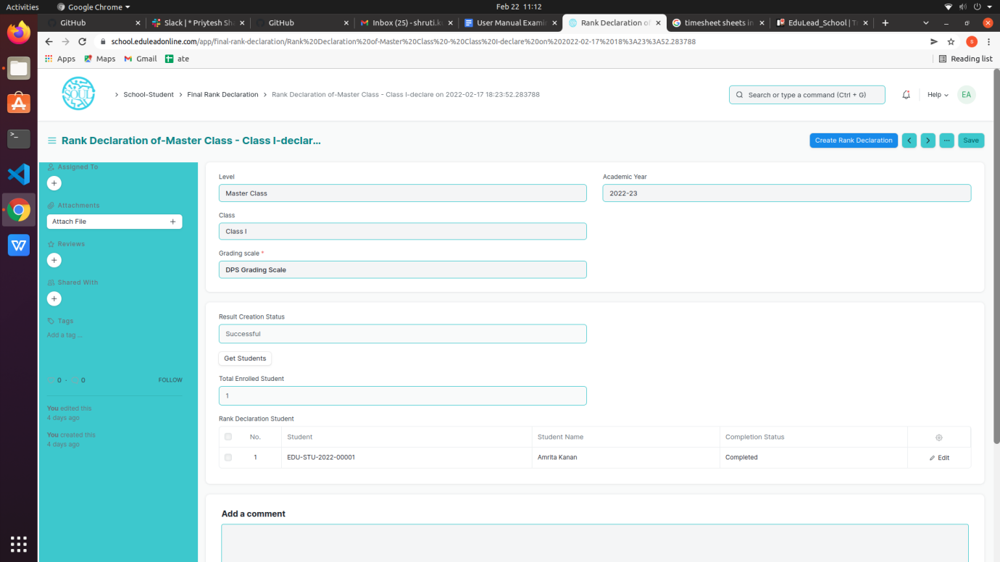 Activities
Google Chrome
Feb 22 11:12
GitHub
Slack | * Priytesh Sh
GitHub
Inbox (25) - shruti.k
User Manual Exami
Rank Declaration o
timesheet sheets in
EduLead_School | T
school.eduleadonline.com/app/final-rank-declaration/Rank%20Declaration%20of-Master%20Class%20-%20Class%20I-declare%20on%202022-02-17%2018%3A23%3A52.283788
S
Apps
Maps
Gmail
ate
Reading list
SOUL
School-Student
Final Rank Declaration
Rank Declaration of-Master Class - Class I-declare on 2022-02-17 18:23:52.283788
Search or type a command (Ctrl + G)
Help
EA
Rank Declaration of-Master Class - Class I-declar...
Create Rank Declaration
...
Save
Assigned To
Attachments
Attach File
Reviews
Shared With
Tags
Add a tag ...
0 · 0
FOLLOW
You edited this
4 days ago
You created this
4 days ago
Level
Master Class
Academic Year
2022-23
Class
Class I
Grading scale *
DPS Grading Scale
Result Creation Status
Successful
Get Students
Total Enrolled Student
1
Rank Declaration Student
No. Student Student Name Completion Status
1 EDU-STU-2022-00001 Amrita Kanan Completed Edit
Add a comment